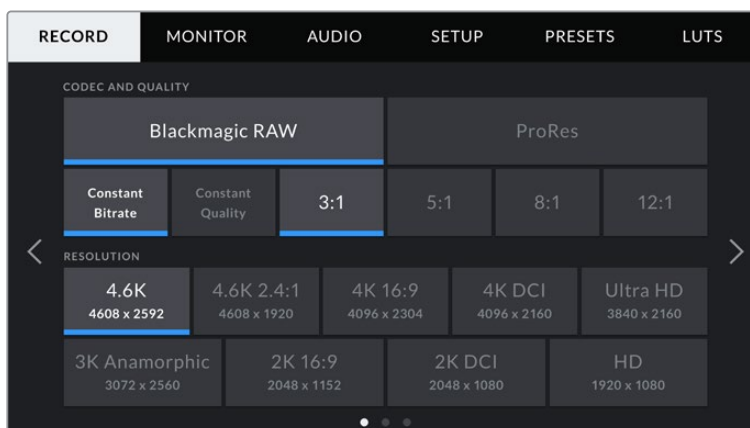 RECORD MONITOR AUDIO SETUP PRESETS LUTS
CODEC AND QUALITY
Blackmagic RAW ProRes
Constant Bitrate Constant Quality 3:1 5:1 8:1 12:1
RESOLUTION
4.6K 4.6K 2.4:1 4K 16:9 4K DCI Ultra HD
4608 x 2592 4608 x 1920 4096 x 2304 4096 x 2160 3840 x 2160
3K Anamorphic 2K 16:9 2K DCI HD
3072 x 2560 2048 x 1152 2048 x 1080 1920 x 1080